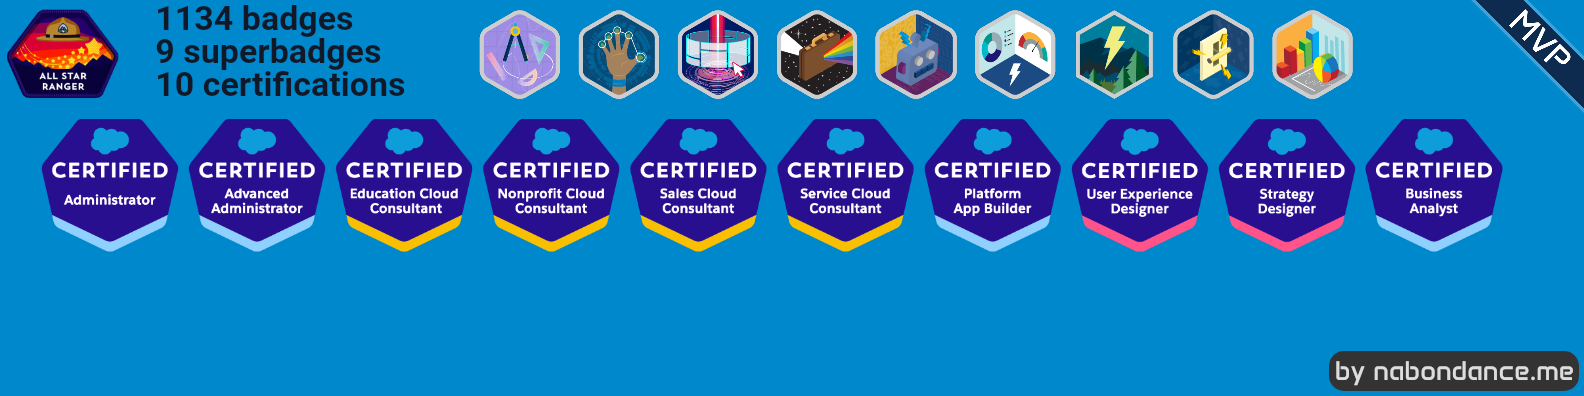 ALL STAR
RANGER
1134 badges
9 superbadges
10 certifications
MVP
CERTIFIED
Administrator
CERTIFIED
Advanced
Administrator
CERTIFIED
Education Cloud
Consultant
CERTIFIED
Nonprofit Cloud
Consultant
CERTIFIED
Sales Cloud
Consultant
CERTIFIED
Service Cloud
Consultant
CERTIFIED
Platform
App Builder
CERTIFIED
User Experience
Designer
CERTIFIED
Strategy
Designer
CERTIFIED
Business
Analyst
by nabondance.me